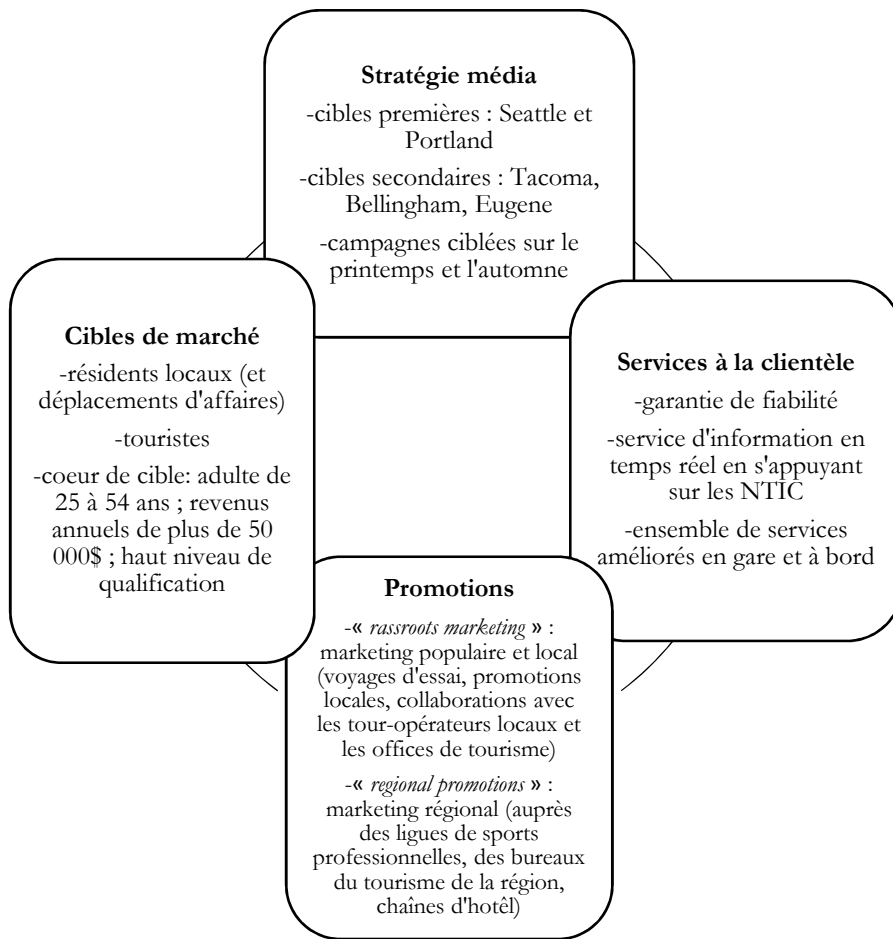 Stratégie média
-cibles premières : Seattle et
Portland
-cibles secondaires : Tacoma,
Bellingham, Eugene
-campagnes ciblées sur le
printemps et l'automne
Cibles de marché
-résidents locaux (et
déplacements d'affaires)
-touristes
-coeur de cible: adulte de
25 à 54 ans ; revenus
annuels de plus de 50
000$ ; haut niveau de
qualification
Services à la clientèle
-garantie de fiabilité
-service d'information en
temps réel en s'appuyant
sur les NTIC
-ensemble de services
améliorés en gare et à bord
Promotions
-« rassroots marketing » :
marketing populaire et local
(voyages d'essai, promotions
locales, collaborations avec
les tour-opérateurs locaux et
les offices de tourisme)
-« regional promotions » :
marketing régional (auprès
des ligues de sports
professionnelles, des bureaux
du tourisme de la région,
chaînes d'hotêl)